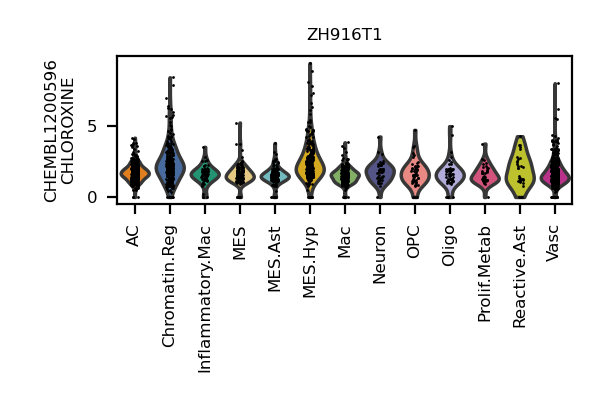 ZH916T1
CHEMBL1200596
CHLOROXINE
5
0
AC
Chromatin.Reg
Inflammatory.Mac
MES
MES.Ast
MES.Hyp
Mac
Neuron
OPC
Oligo
Prolif.Metab
Reactive.Ast
Vasc